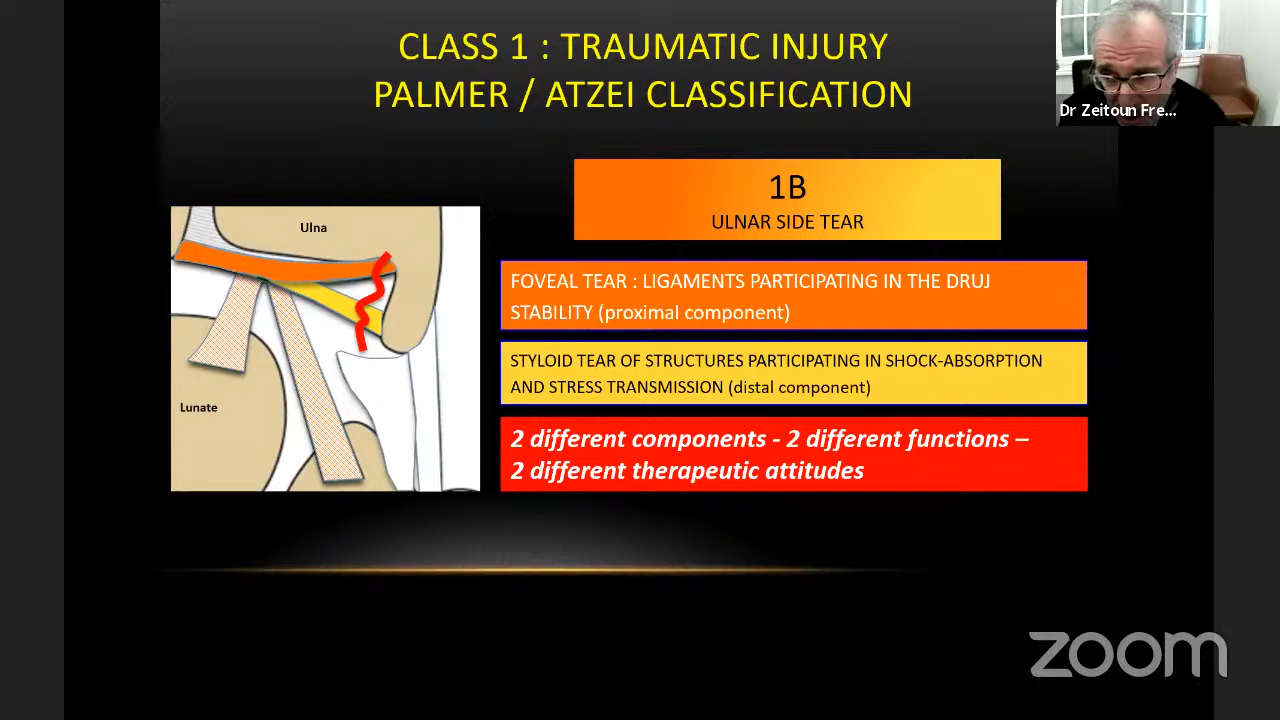 CLASS 1 : TRAUMATIC INJURY
PALMER / ATZEI CLASSIFICATION
Dr Zeitoun Fre...
1B
ULNAR SIDE TEAR
Ulna
Lunate
FOVEAL TEAR : LIGAMENTS PARTICIPATING IN THE DRUJ
STABILITY (proximal component)
STYLOID TEAR OF STRUCTURES PARTICIPATING IN SHOCK-ABSORPTION
AND STRESS TRANSMISSION (distal component)
2 different components - 2 different functions –
2 different therapeutic attitudes
zoom